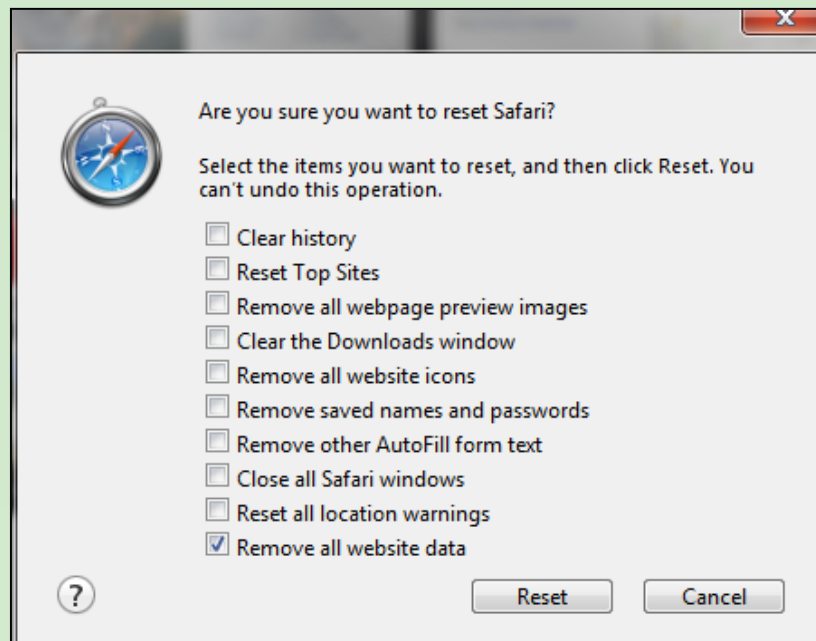 X
Are you sure you want to reset Safari?
Select the items you want to reset, and then click Reset. You
can't undo this operation.
Clear history
Reset Top Sites
Remove all webpage preview images
Clear the Downloads window
Remove all website icons
Remove saved names and passwords
Remove other AutoFill form text
Close all Safari windows
Reset all location warnings
Remove all website data
? Reset Cancel